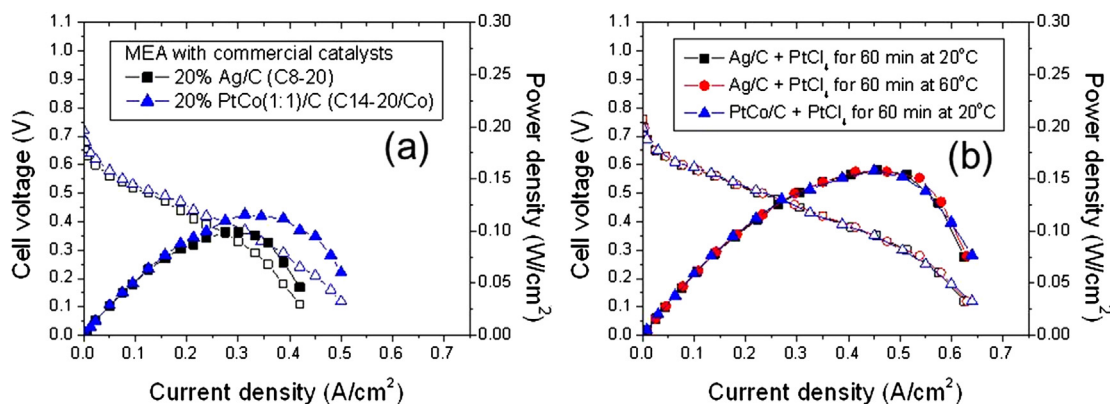 1.1
1.0
0.9
0.8
0.7
0.6
0.5
0.4
0.3
0.2
0.1
0.0
Cell voltage (V)
MEA with commercial catalysts
20% Ag/C (C8-20)
20% PtCo(1:1)/C (C14-20/Co)
(a)
0.30
0.25
0.20
0.15
0.10
0.05
0.00
Power density (W/cm²)
0.0 0.1 0.2 0.3 0.4 0.5 0.6 0.7
Current density (A/cm²)
1.1
1.0
0.9
0.8
0.7
0.6
0.5
0.4
0.3
0.2
0.1
0.0
Cell voltage (V)
Ag/C + PtCl₄ for 60 min at 20°C
Ag/C + PtCl₄ for 60 min at 60°C
PtCo/C + PtCl₄ for 60 min at 20°C
(b)
0.30
0.25
0.20
0.15
0.10
0.05
0.00
Power density (W/cm²)
0.0 0.1 0.2 0.3 0.4 0.5 0.6 0.7
Current density (A/cm²)